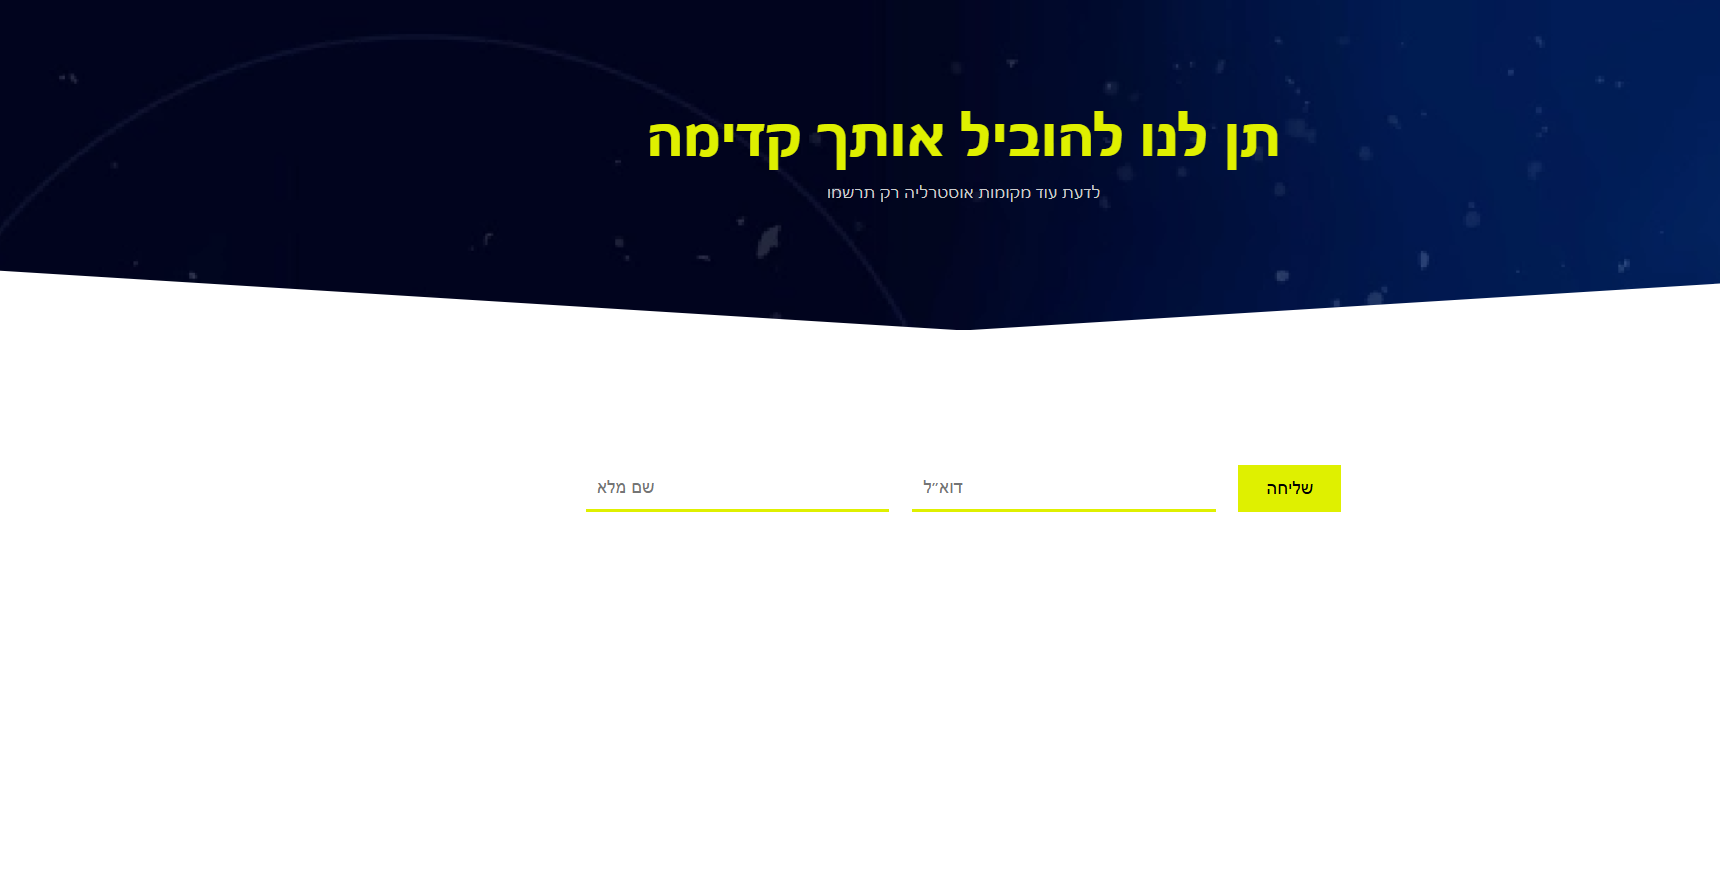 תן לנו להוביל אותך קדימה
לדעת עוד מקומות אוסטרליה רק תרשמו
שם מלא
דוא״ל
שליחה